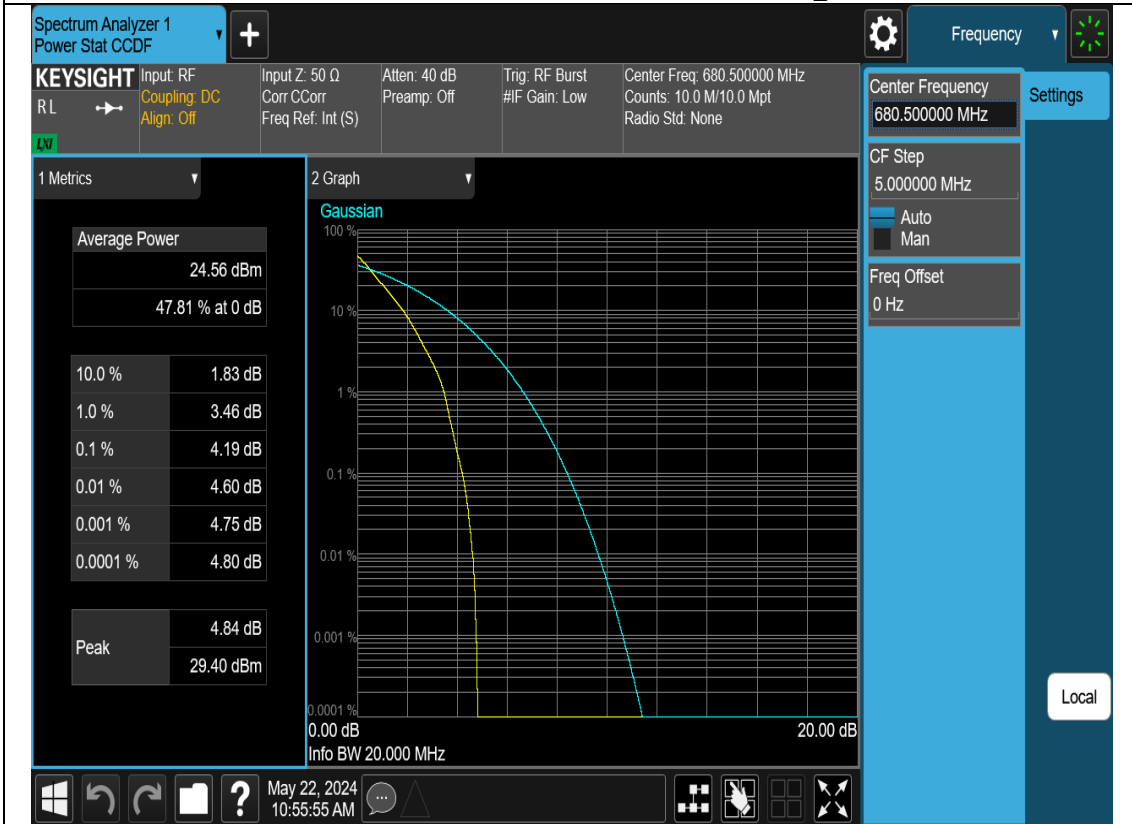 Spectrum Analyzer 1
Power Stat CCDF
+
Frequency
KEYSIGHT
RL
LXI
Input: RF
Coupling: DC
Align: Off
Input Z: 50 Ω
Corr CCorr
Freq Ref: Int (S)
Atten: 40 dB
Preamp: Off
Trig: RF Burst
#IF Gain: Low
Center Freq: 680.500000 MHz
Counts: 10.0 M/10.0 Mpt
Radio Std: None
Center Frequency
680.500000 MHz
Settings
CF Step
5.000000 MHz
Auto
Man
Freq Offset
0 Hz
1 Metrics
Average Power
24.56 dBm
47.81 % at 0 dB
10.0 % 1.83 dB
1.0 % 3.46 dB
0.1 % 4.19 dB
0.01 % 4.60 dB
0.001 % 4.75 dB
0.0001 % 4.80 dB
Peak
4.84 dB
29.40 dBm
2 Graph
Gaussian
100 %
10 %
1 %
0.1 %
0.01 %
0.001 %
0.0001 %
0.00 dB 20.00 dB
Info BW 20.000 MHz
Local
?
May 22, 2024
10:55:55 AM